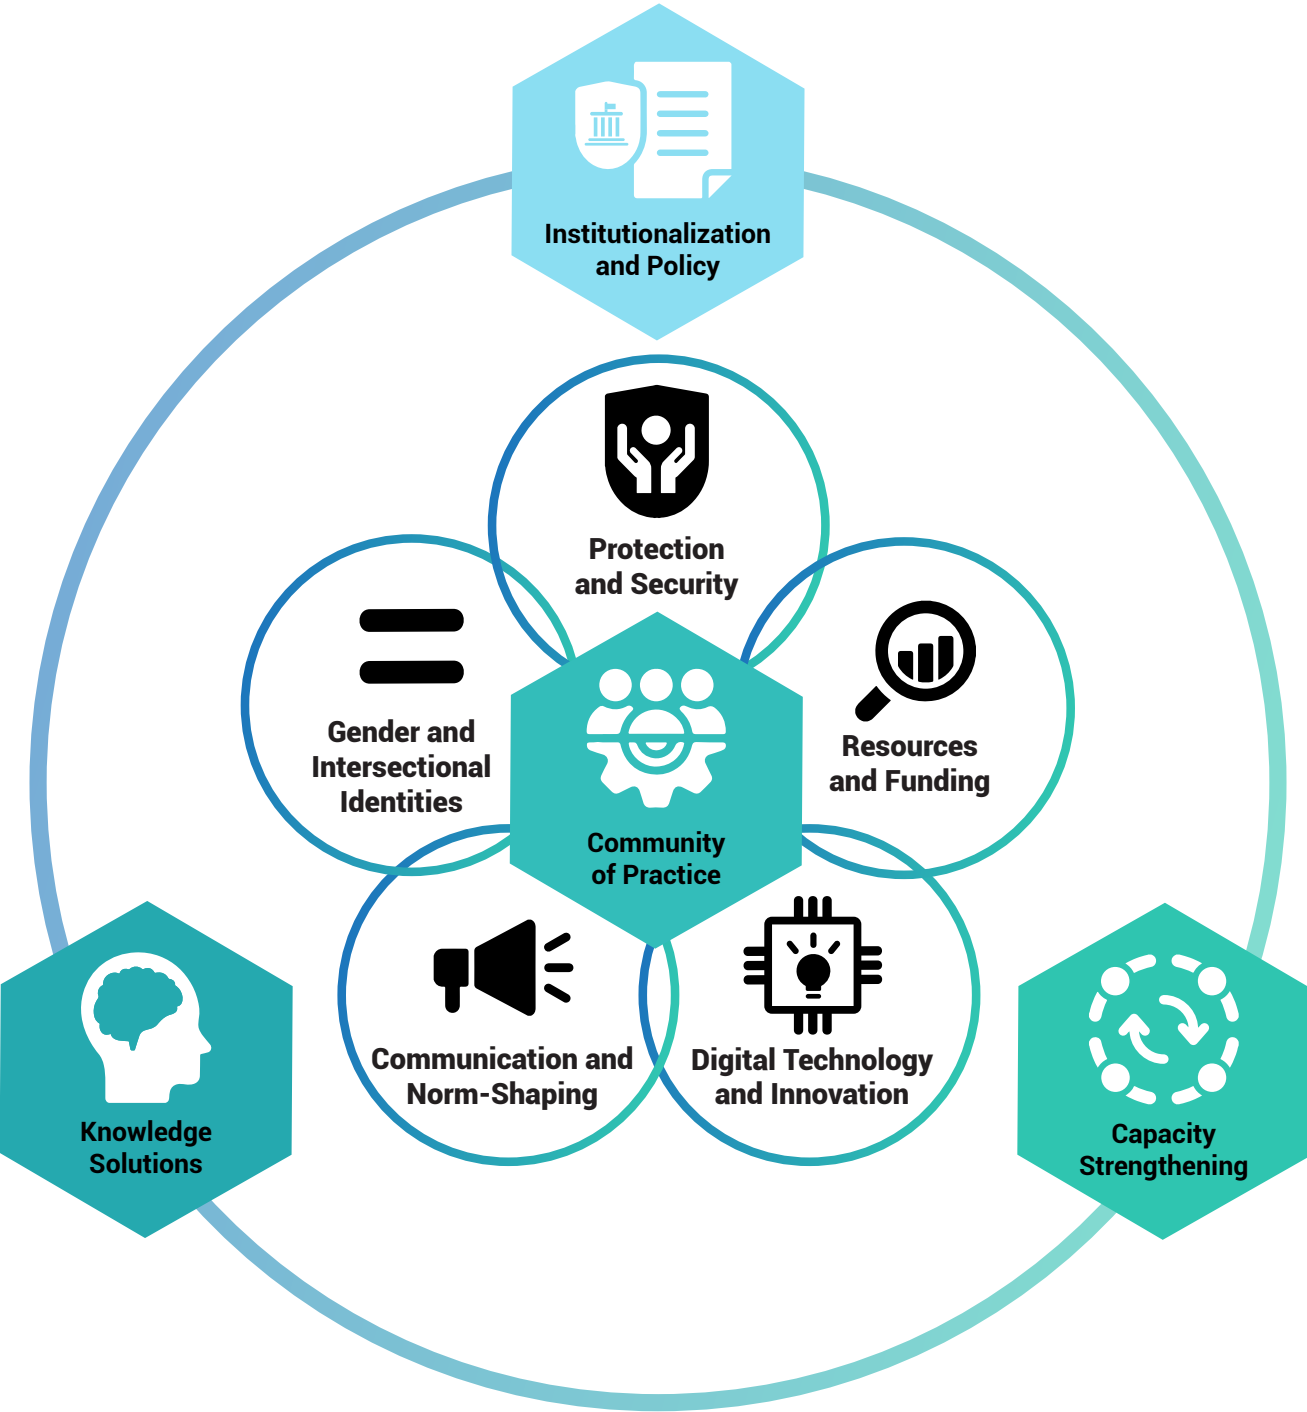 Institutionalization
and Policy
Protection
and Security
Gender and
Intersectional
Identities
Resources
and Funding
Community
of Practice
Communication and
Norm-Shaping
Digital Technology
and Innovation
Knowledge
Solutions
Capacity
Strengthening